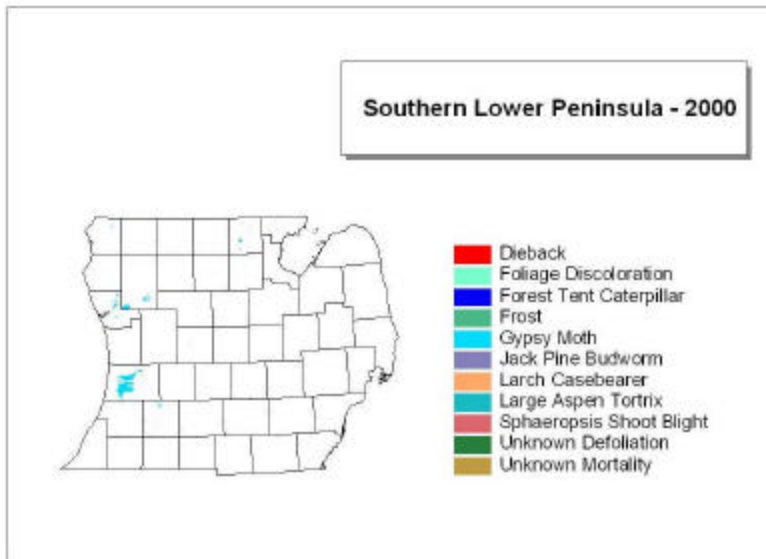 Southern Lower Peninsula - 2000
Dieback
Foliage Discoloration
Forest Tent Caterpillar
Frost
Gypsy Moth
Jack Pine Budworm
Larch Casebearer
Large Aspen Tortrix
Sphaeropsis Shoot Blight
Unknown Defoliation
Unknown Mortality